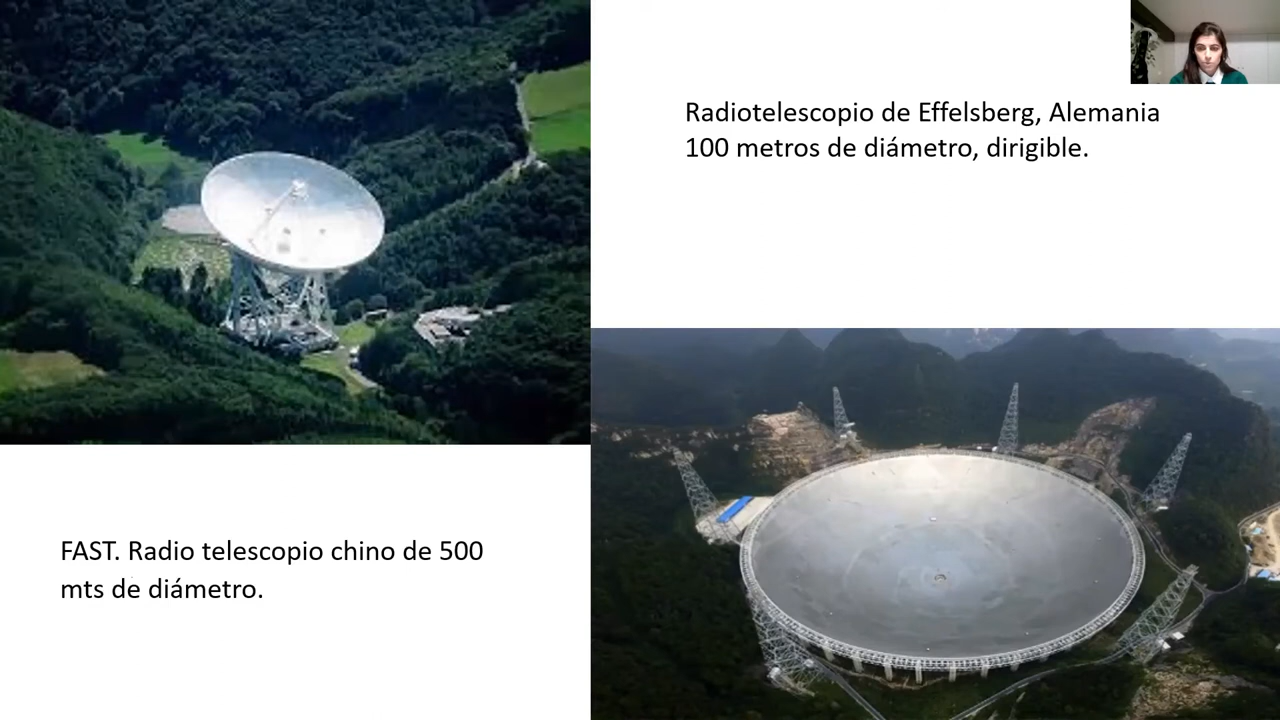 Radiotelescopio de Effelsberg, Alemania
100 metros de diámetro, dirigible.
FAST. Radio telescopio chino de 500
mts de diámetro.